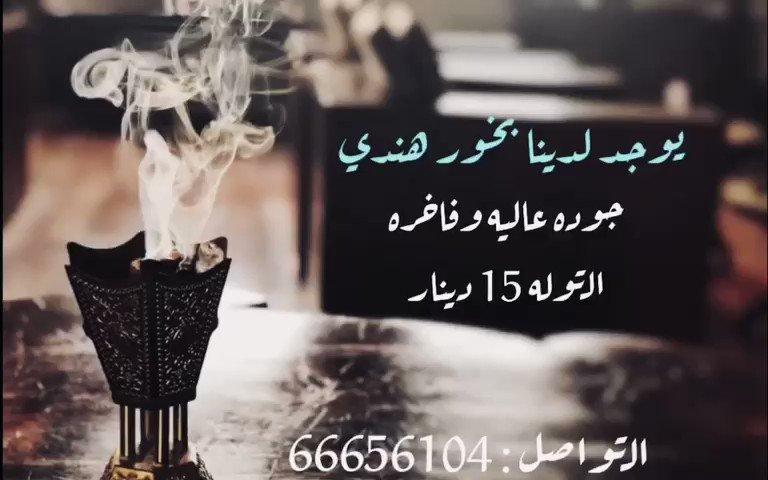 يوجد لدينا بخور هندي
جوده عاليه وفاخره
التوله 15 دينار
التواصل : 66656104